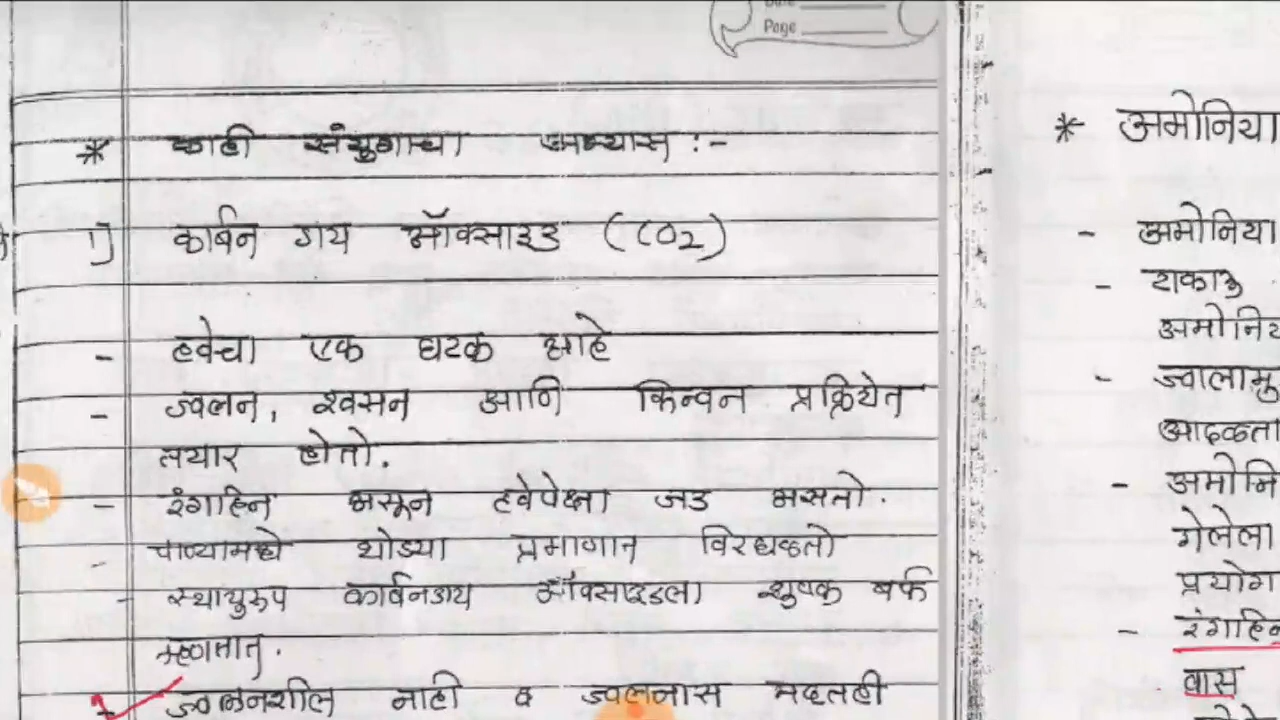 Page
* काही संयुगाचा अभ्यास :-
1) कार्बन डाय ऑक्साइड (CO2)
- हवेचा एक घटक आहे
- ज्वलन, श्वसन आणि किन्वन प्रक्रियेत
तयार होतो.
- रंगहिन असून हवेपेक्षा जड असतो.
- पाण्यामध्ये थोड्या प्रमाणात विरघळतो
- स्थायुरुप कार्बनडाय ऑक्साइडला शुष्क बर्फ
म्हणतात.
- ज्वलनशील नाही व ज्वलनास मदतही
* अमोनिया
- अमोनिया
-
अमोनिय
- ज्वालामु
- अमोनि
गेलेला
प्रयोग
- रंगहिन
वास